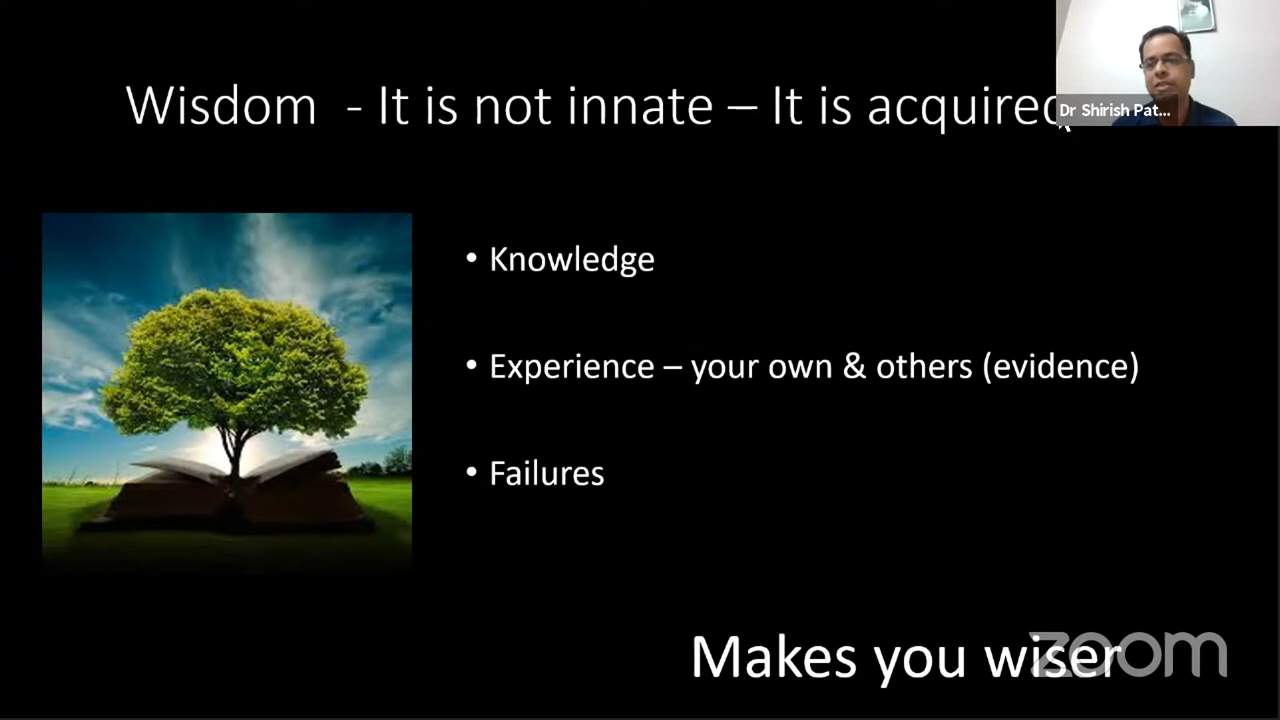 Wisdom - It is not innate – It is acquired
Dr Shirish Pat...
• Knowledge
• Experience – your own & others (evidence)
• Failures
Makes you wiser
zoom